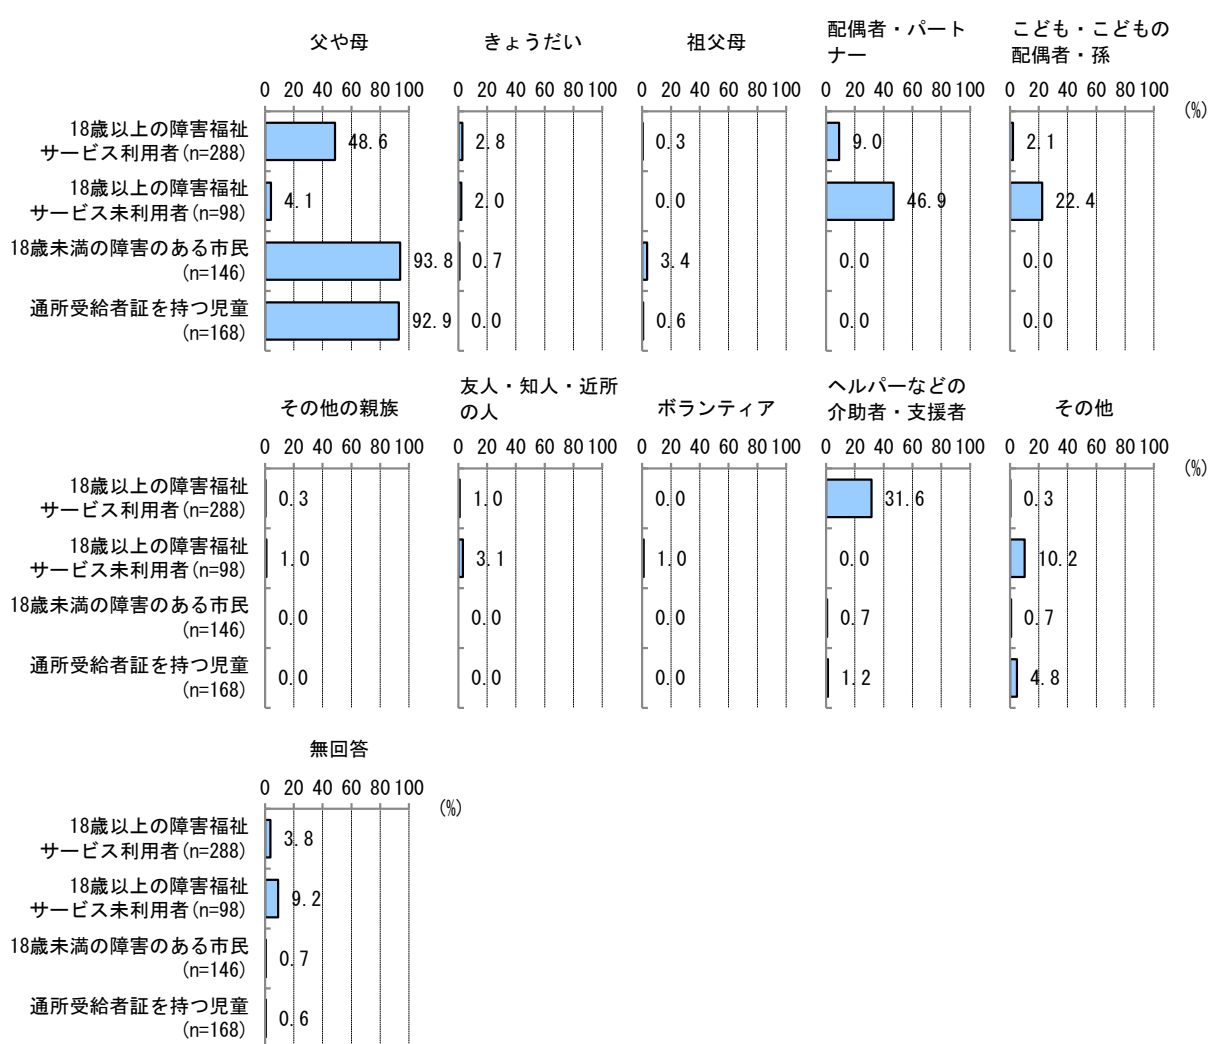 父や母
きょうだい
祖父母
配偶者・パート
ナー
こども・こどもの
配偶者・孫
0 20 40 60 80 100
0 20 40 60 80 100
0 20 40 60 80 100
0 20 40 60 80 100
0 20 40 60 80 100
(%)
18歳以上の障害福祉
サービス利用者(n=288)
48.6
2.8
0.3
9.0
2.1
18歳以上の障害福祉
サービス未利用者(n=98)
4.1
2.0
0.0
46.9
22.4
18歳未満の障害のある市民
(n=146)
93.8
0.7
3.4
0.0
0.0
通所受給者証を持つ児童
(n=168)
92.9
0.0
0.6
0.0
0.0
その他の親族
友人・知人・近所
の人
ボランティア
ヘルパーなどの
介助者・支援者
その他
0 20 40 60 80 100
0 20 40 60 80 100
0 20 40 60 80 100
0 20 40 60 80 100
0 20 40 60 80 100
(%)
18歳以上の障害福祉
サービス利用者(n=288)
0.3
1.0
0.0
31.6
0.3
18歳以上の障害福祉
サービス未利用者(n=98)
1.0
3.1
1.0
0.0
10.2
18歳未満の障害のある市民
(n=146)
0.0
0.0
0.0
0.7
0.7
通所受給者証を持つ児童
(n=168)
0.0
0.0
0.0
1.2
4.8
無回答
0 20 40 60 80 100
(%)
18歳以上の障害福祉
サービス利用者(n=288)
3.8
18歳以上の障害福祉
サービス未利用者(n=98)
9.2
18歳未満の障害のある市民
(n=146)
0.7
通所受給者証を持つ児童
(n=168)
0.6